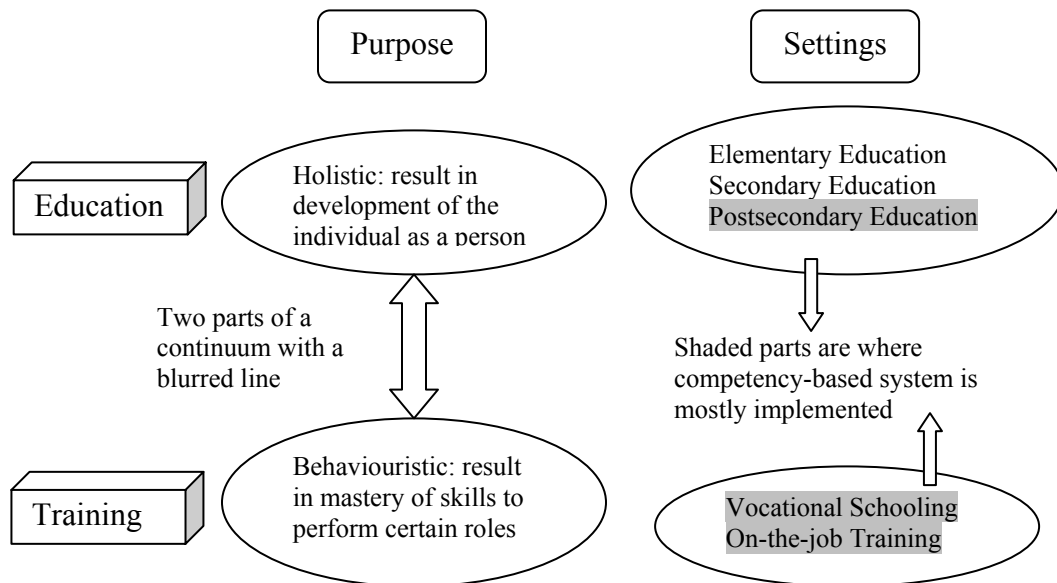 Purpose
Settings
Education
Holistic: result in
development of the
individual as a person
Elementary Education
Secondary Education
Postsecondary Education
Two parts of a
continuum with a
blurred line
Shaded parts are where
competency-based system is
mostly implemented
Training
Behaviouristic: result
in mastery of skills to
perform certain roles
Vocational Schooling
On-the-job Training